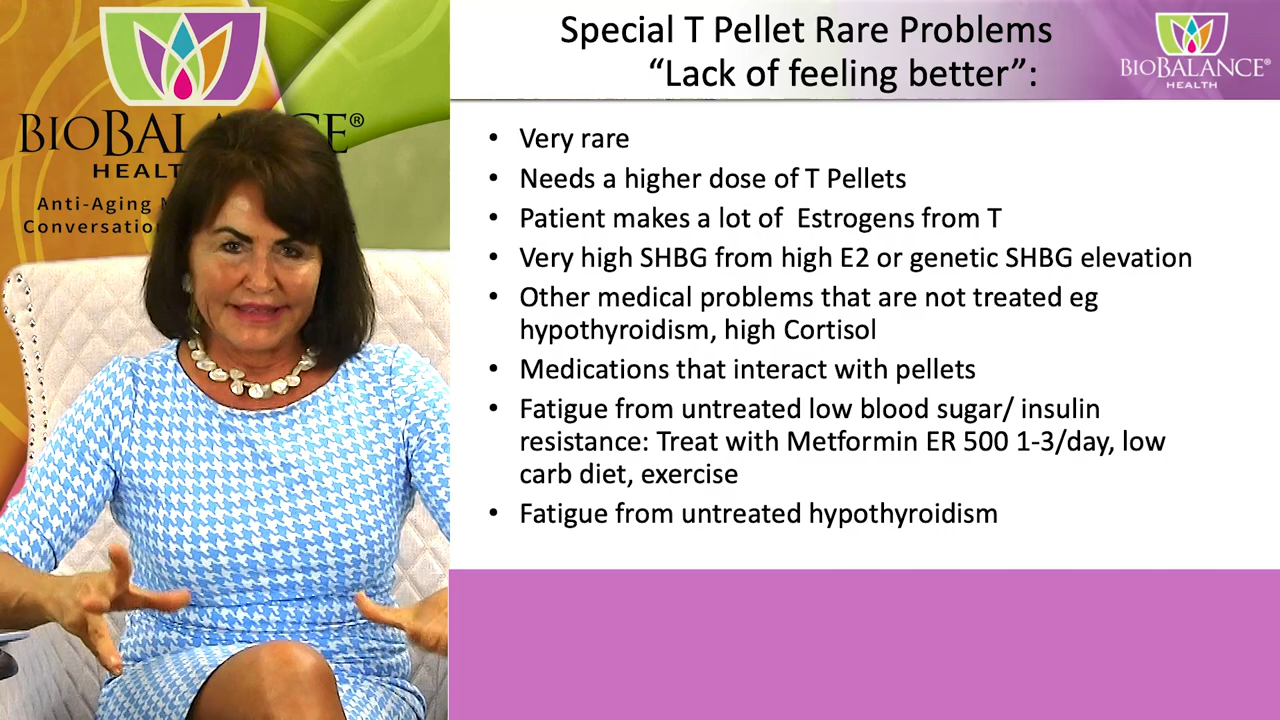 BIOBAL CE®
HEALT
Anti-Aging
Conversatio
Special T Pellet Rare Problems
“Lack of feeling better”:
BIOBALANCE®
HEALTH
• Very rare
• Needs a higher dose of T Pellets
• Patient makes a lot of  Estrogens from T
• Very high SHBG from high E2 or genetic SHBG elevation
• Other medical problems that are not treated eg
hypothyroidism, high Cortisol
• Medications that interact with pellets
• Fatigue from untreated low blood sugar/ insulin
resistance: Treat with Metformin ER 500 1-3/day, low
carb diet, exercise
• Fatigue from untreated hypothyroidism